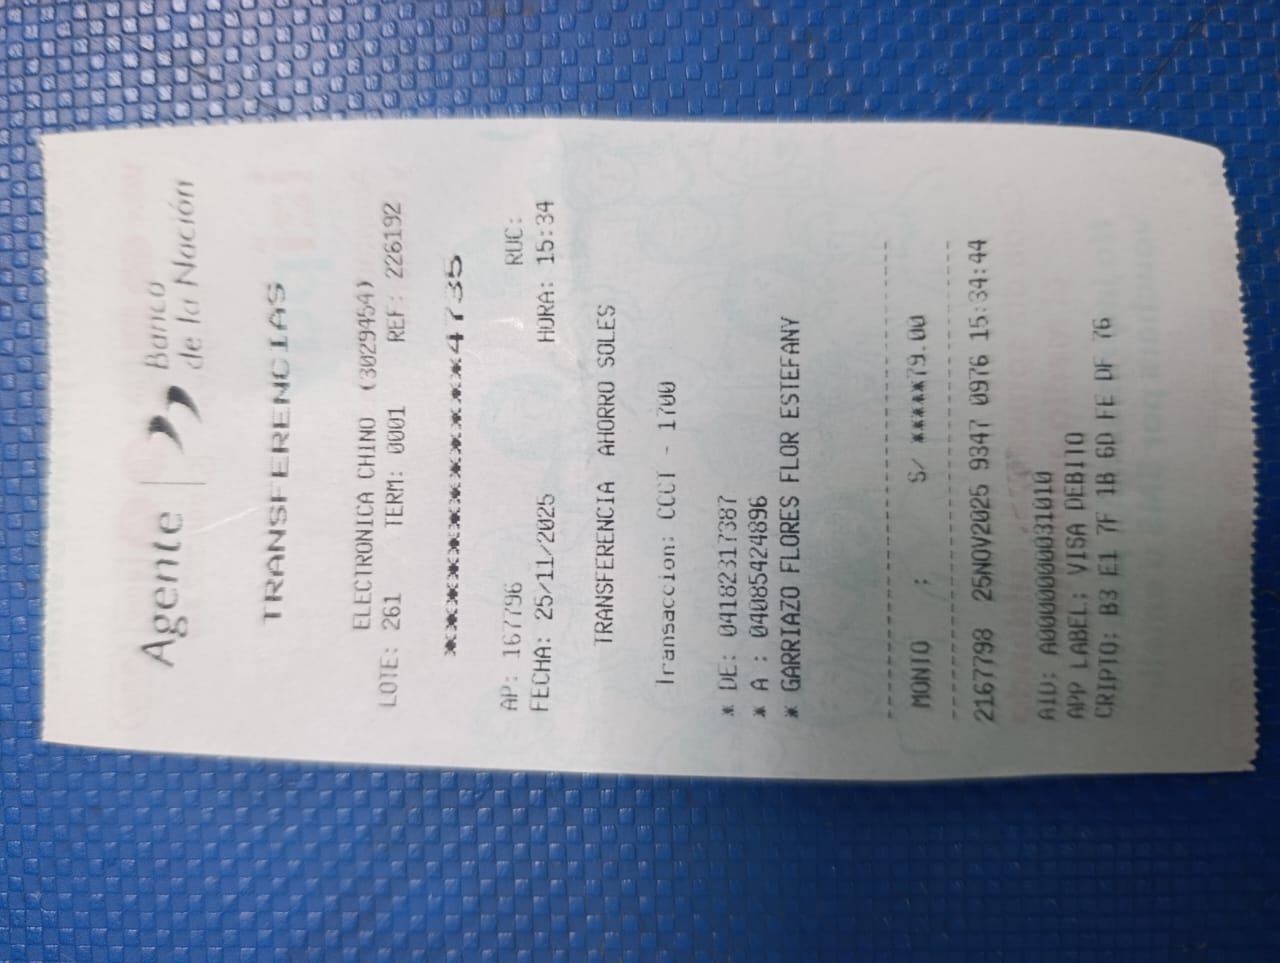 Agente Banco
de la Nación
TRANSFERENCIAS
ELECTRONICA CHINO (3029454)
LOTE: 261 TERM: 0001 REF: 226192
************4735
AP: 167796 RUC:
FECHA: 25/11/2025 HORA: 15:34
TRANSFERENCIA AHORRO SOLES
Transaccion: CCCT - 1700
* DE: 04182317387
* A : 04085424896
* GARRIAZO FLORES FLOR ESTEFANY
MONTO : S/ *****79.00
2167798 25NOV2025 9347 0976 15:34:44
AID: A0000000031010
APP LABEL: VISA DEBITO
CRIPTO: B3 E1 7F 1B 6D FE DF 76